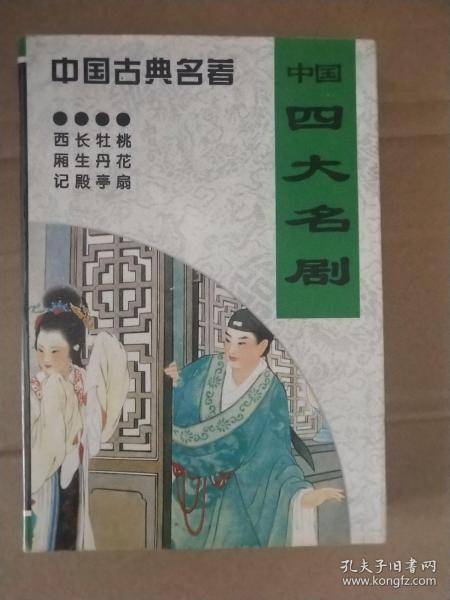 中国古典名著
中国
四大名剧
●西厢记
●长生殿
●牡丹亭
●桃花扇
孔夫子旧书网
www.kongfz.com